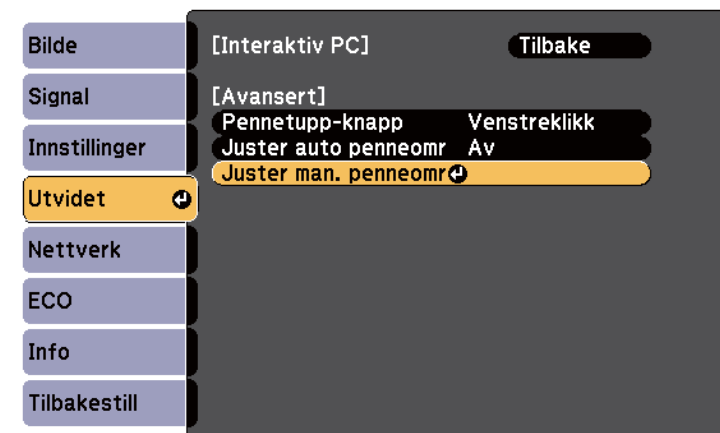 Bilde
Signal
Innstillinger
Utvidet
Nettverk
ECO
Info
Tilbakestill
[Interaktiv PC] Tilbake
[Avansert]
Pennetupp-knapp Venstreklikk
Juster auto penneomr Av
Juster man. penneomr